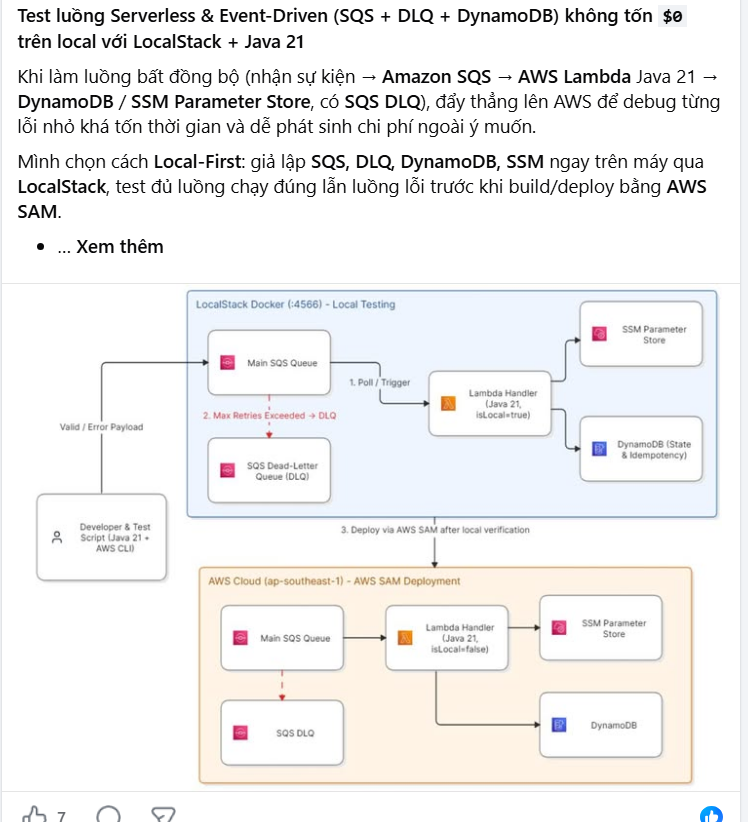 Test luồng Serverless & Event-Driven (SQS + DLQ + DynamoDB) không tốn $0
trên local với LocalStack + Java 21
Khi làm luồng bất đồng bộ (nhận sự kiện → Amazon SQS → AWS Lambda Java 21 →
DynamoDB / SSM Parameter Store, có SQS DLQ), đẩy thẳng lên AWS để debug từng
lỗi nhỏ khá tốn thời gian và dễ phát sinh chi phí ngoài ý muốn.
Mình chọn cách Local-First: giả lập SQS, DLQ, DynamoDB, SSM ngay trên máy qua
LocalStack, test đủ luồng chạy đúng lẫn luồng lỗi trước khi build/deploy bằng AWS
SAM.
• ... Xem thêm
LocalStack Docker (:4566) - Local Testing
Main SQS Queue
1. Poll / Trigger
2. Max Retries Exceeded → DLQ
SQS Dead-Letter
Queue (DLQ)
Lambda Handler
(Java 21,
isLocal=true)
SSM Parameter
Store
DynamoDB (State
& Idempotency)
Valid / Error Payload
Developer & Test
Script (Java 21 +
AWS CLI)
3. Deploy via AWS SAM after local verification
AWS Cloud (ap-southeast-1) - AWS SAM Deployment
Main SQS Queue
Lambda Handler
(Java 21,
isLocal=false)
SSM Parameter
Store
SQS DLQ
DynamoDB
7